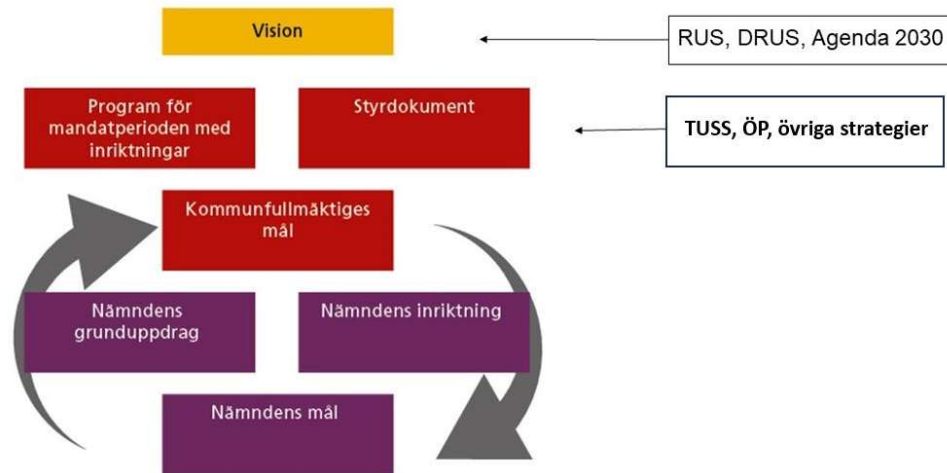 Vision
RUS, DRUS, Agenda 2030
Program för
mandatperioden med
inriktningar
Styrdokument
TUSS, ÖP, övriga strategier
Kommunfullmäktiges
mål
Nämndens
grunduppdrag
Nämndens inriktning
Nämndens mål